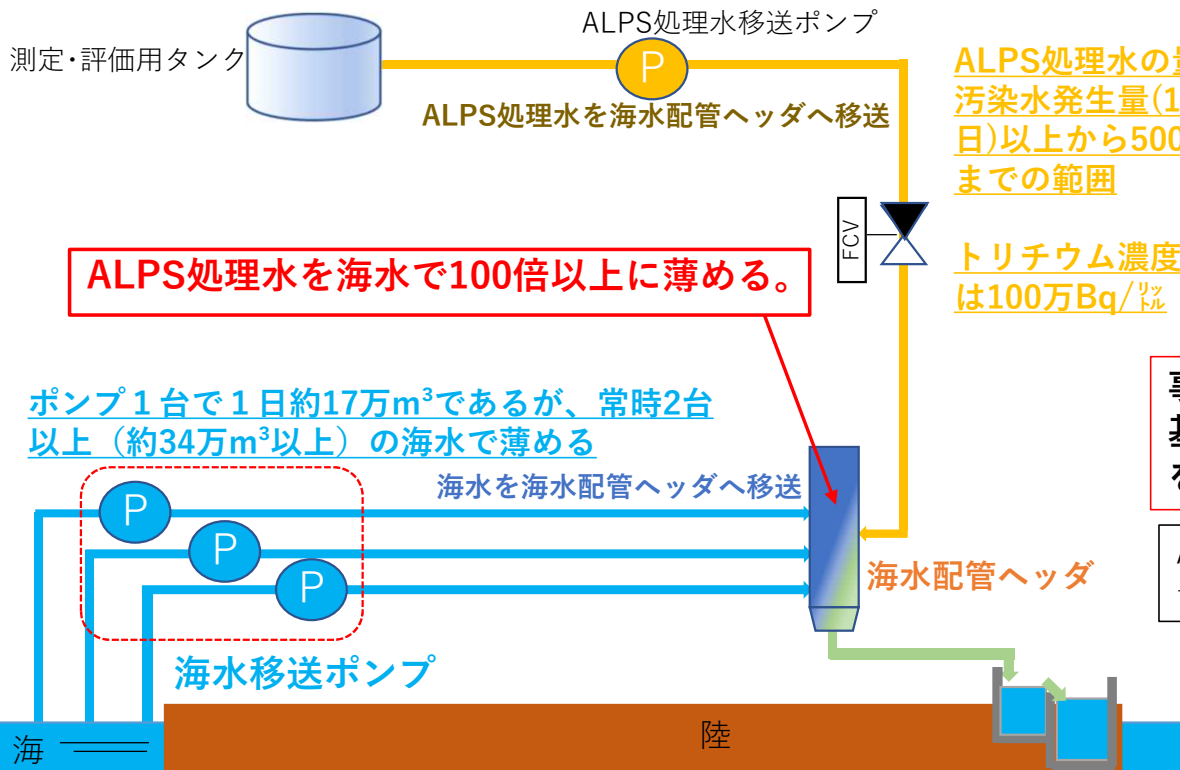 ALPS処理水移送ポンプ
測定・評価用タンク
P
ALPS処理水を海水配管ヘッダへ移送
ALPS処理水の
汚染水発生量(1
日)以上から500
までの範囲
FCV
トリチウム濃度
は100万Bq/㍑
ALPS処理水を海水で100倍以上に薄める。
ポンプ１台で１日約17万m³であるが、常時2台
以上（約34万m³以上）の海水で薄める
海水を海水配管ヘッダへ移送
P
P
P
海水配管ヘッダ
海水移送ポンプ
海
陸